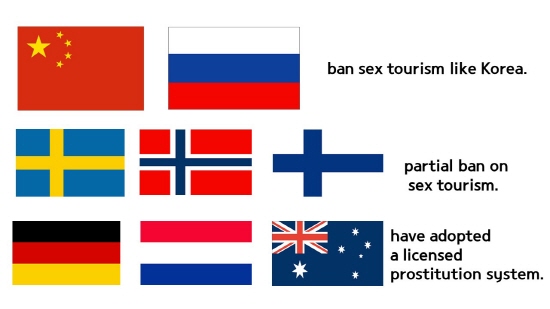 ban sex tourism like Korea.
partial ban on
sex tourism.
have adopted
a licensed
prostitution system.